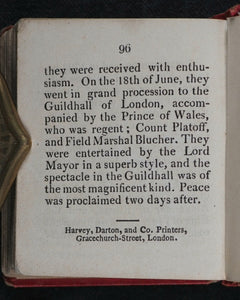 96
they were received with enthu-
siasm. On the 18th of June, they
went in grand procession to the
Guildhall of London, accom-
panied by the Prince of Wales,
who was regent; Count Platoff,
and Field Marshal Blucher. They
were entertained by the Lord
Mayor in a superb style, and the
spectacle in the Guildhall was of
the most magnificent kind. Peace
was proclaimed two days after.
Harvey, Darton, and Co. Printers,
Gracechurch-Street, London.